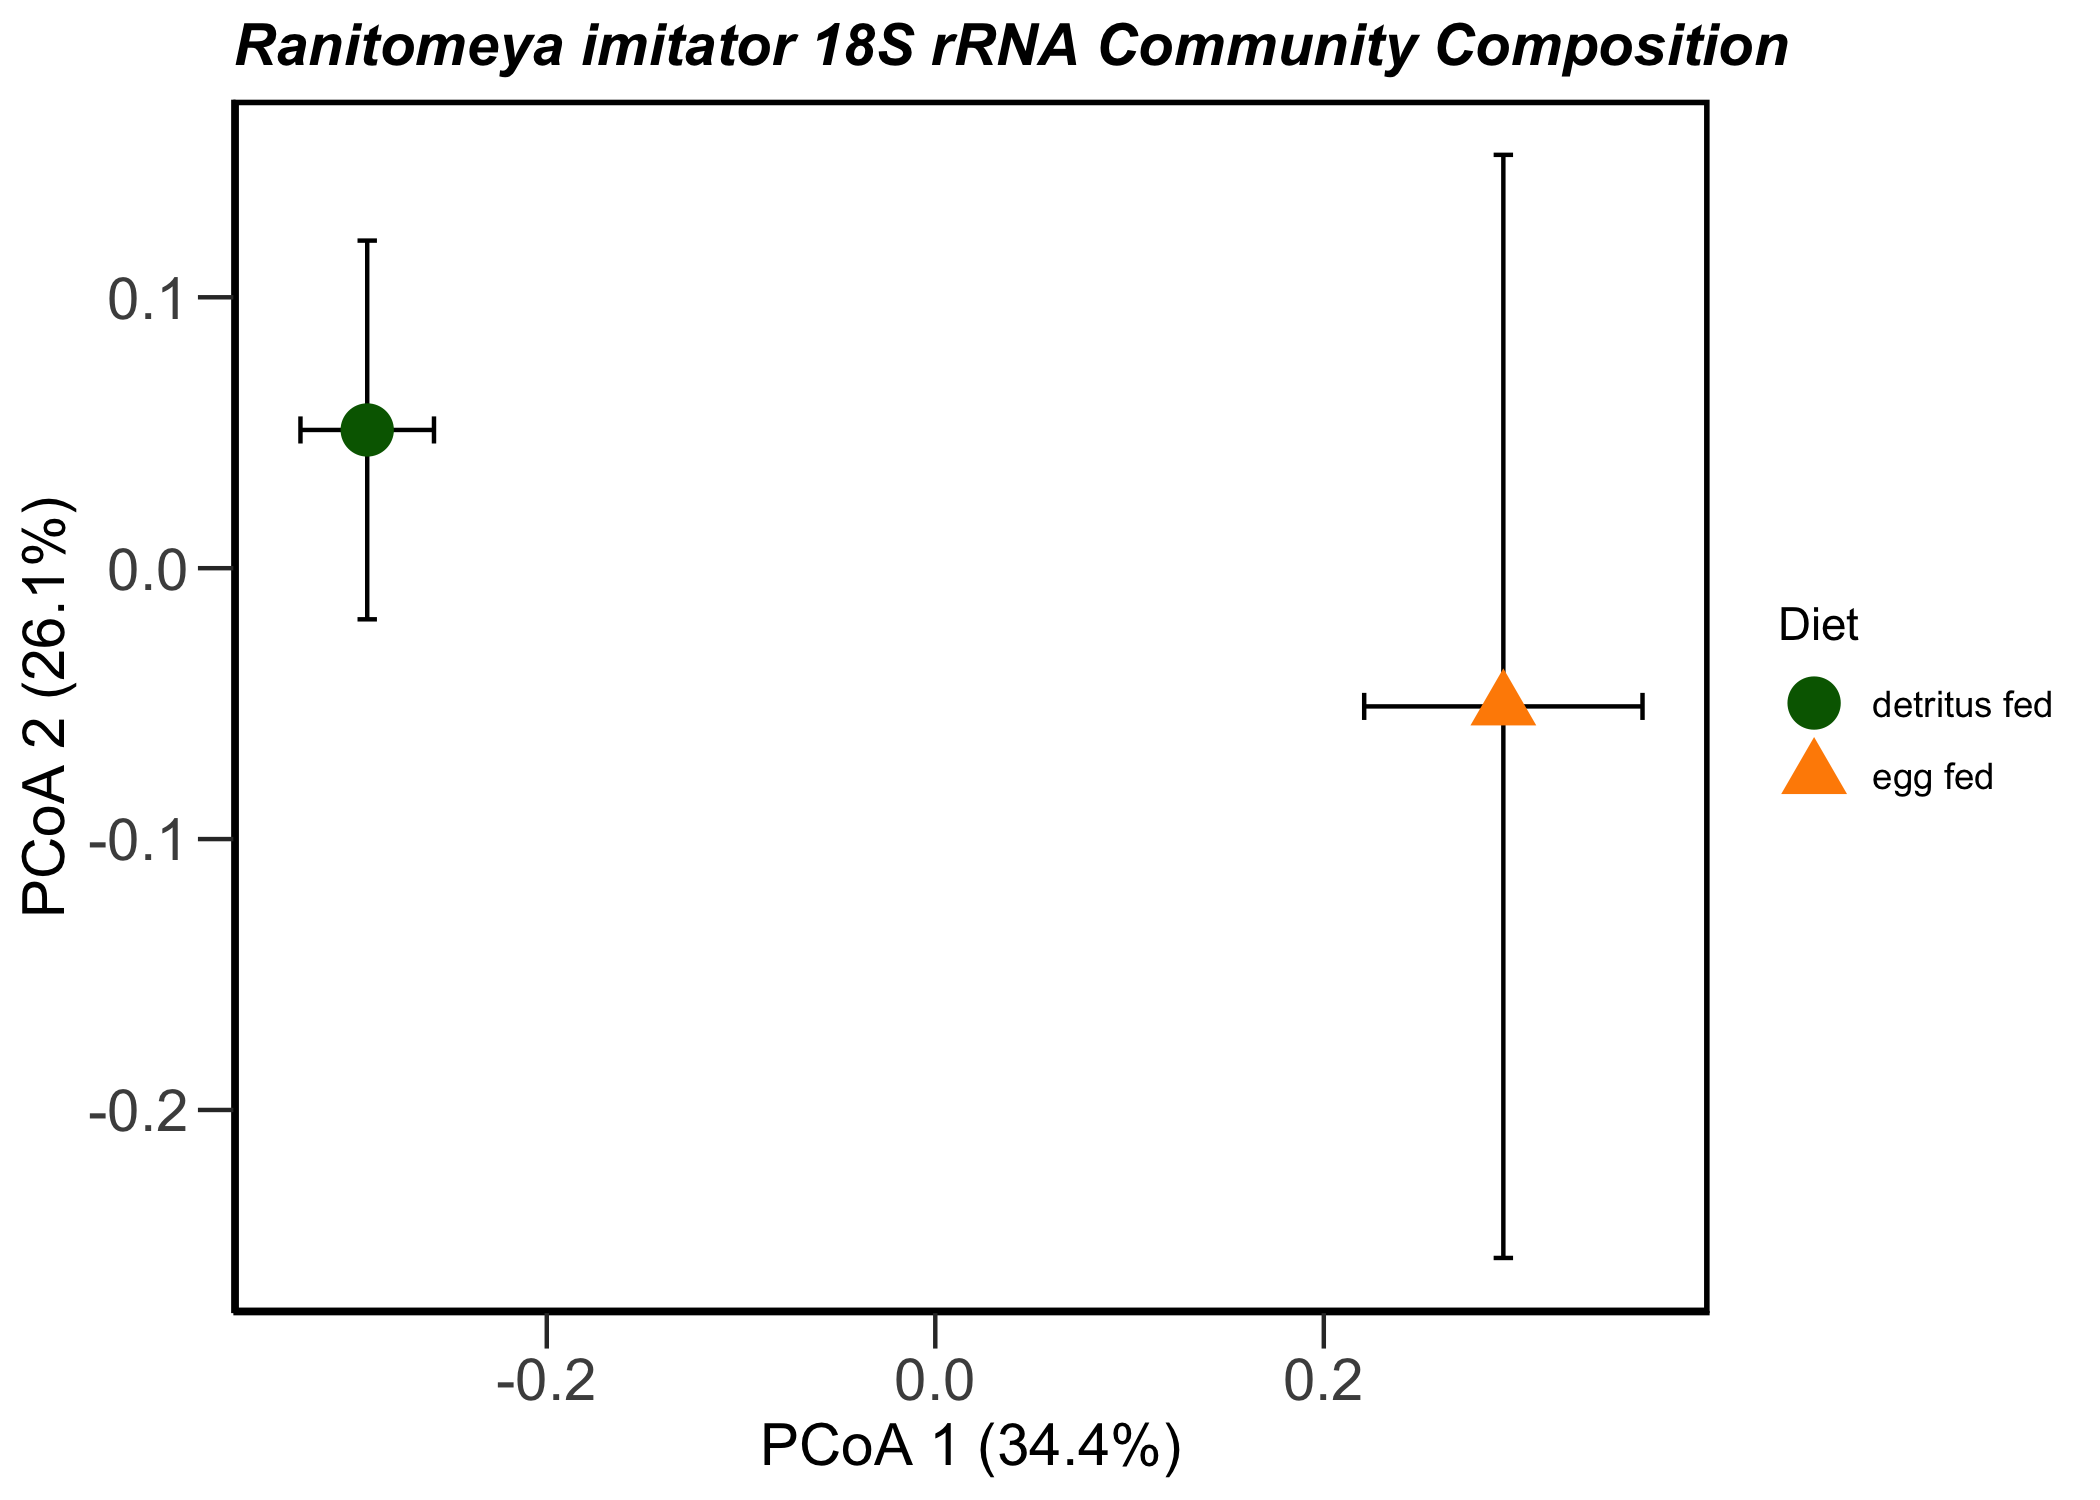 Ranitomeya imitator 18S rRNA Community Composition
0.1
0.0
-0.1
-0.2
PCoA 2 (26.1%)
-0.2
0.0
0.2
PCoA 1 (34.4%)
Diet
detritus fed
egg fed